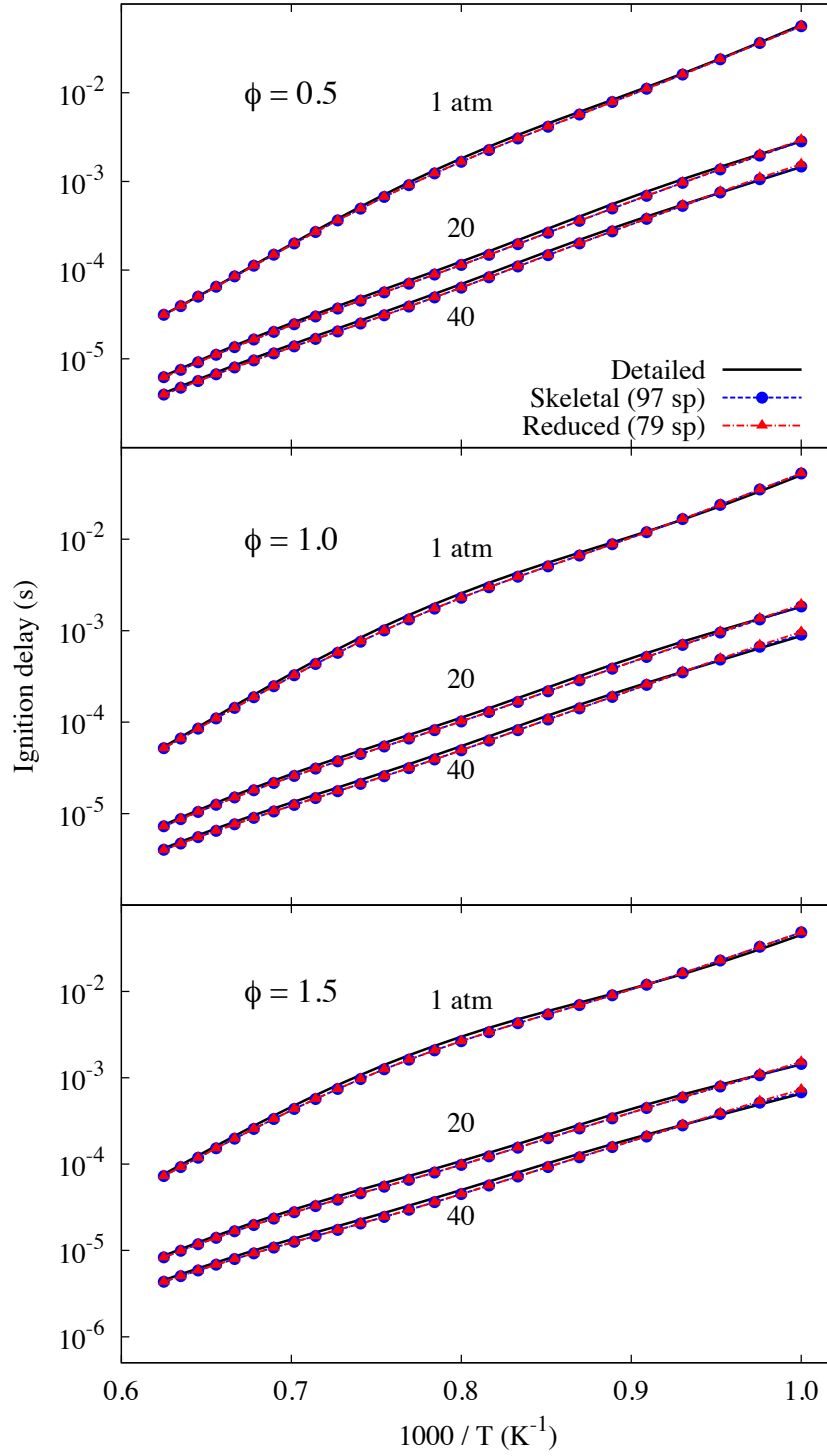 10⁻²
10⁻³
10⁻⁴
10⁻⁵
ϕ = 0.5
1 atm
20
40
Detailed
Skeletal (97 sp)
Reduced (79 sp)
Ignition delay (s)
10⁻²
10⁻³
10⁻⁴
10⁻⁵
ϕ = 1.0
1 atm
20
40
10⁻²
10⁻³
10⁻⁴
10⁻⁵
10⁻⁶
ϕ = 1.5
1 atm
20
40
0.6 0.7 0.8 0.9 1.0
1000 / T (K⁻¹)